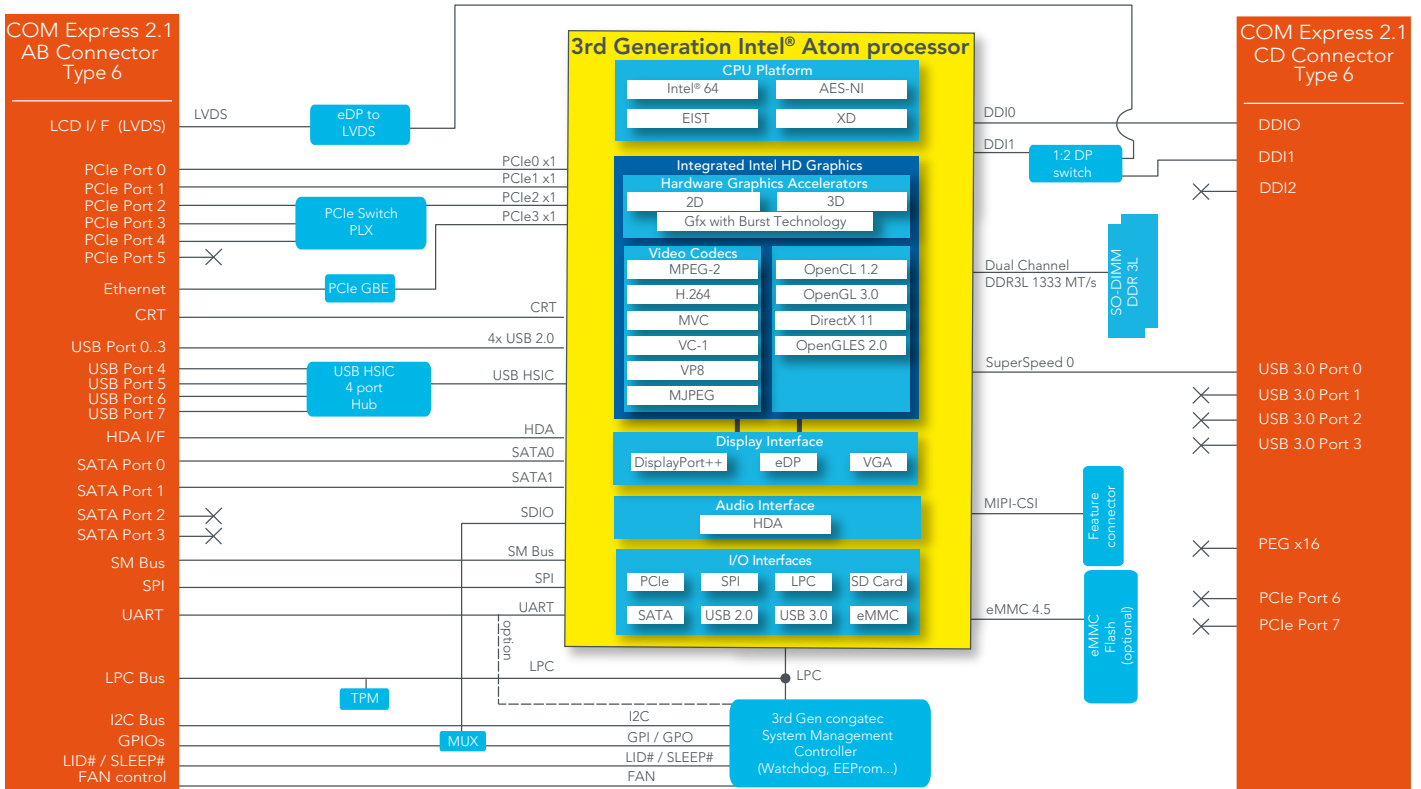 COM Express 2.1
AB Connector
Type 6
LCD I/ F (LVDS)
PCIe Port 0
PCIe Port 1
PCIe Port 2
PCIe Port 3
PCIe Port 4
PCIe Port 5
Ethernet
CRT
USB Port 0..3
USB Port 4
USB Port 5
USB Port 6
USB Port 7
HDA I/F
SATA Port 0
SATA Port 1
SATA Port 2
SATA Port 3
SM Bus
SPI
UART
LPC Bus
I2C Bus
GPIOs
LID# / SLEEP#
FAN control
LVDS
eDP to
LVDS
PCIe Switch
PLX
PCIe GBE
USB HSIC
4 port
Hub
TPM
MUX
PCIe0 x1
PCIe1 x1
PCIe2 x1
PCIe3 x1
CRT
4x USB 2.0
USB HSIC
HDA
SATA0
SATA1
SDIO
SM Bus
SPI
UART
option
LPC
I2C
GPI / GPO
LID# / SLEEP#
FAN
3rd Generation Intel® Atom processor
CPU Platform
Intel® 64
AES-NI
EIST
XD
Integrated Intel HD Graphics
Hardware Graphics Accelerators
2D
3D
Gfx with Burst Technology
Video Codecs
MPEG-2
H.264
MVC
VC-1
VP8
MJPEG
OpenCL 1.2
OpenGL 3.0
DirectX 11
OpenGLES 2.0
Display Interface
DisplayPort++
eDP
VGA
Audio Interface
HDA
I/O Interfaces
PCIe
SPI
LPC
SD Card
SATA
USB 2.0
USB 3.0
eMMC
LPC
3rd Gen congatec
System Management
Controller
(Watchdog, EEProm...)
DDI0
DDI1
1:2 DP
switch
Dual Channel
DDR3L 1333 MT/s
SO-DIMM
DDR 3L
SuperSpeed 0
MIPI-CSI
Feature
connector
eMMC 4.5
eMMC
Flash
(optional)
COM Express 2.1
CD Connector
Type 6
DDIO
DDI1
DDI2
USB 3.0 Port 0
USB 3.0 Port 1
USB 3.0 Port 2
USB 3.0 Port 3
PEG x16
PCIe Port 6
PCIe Port 7